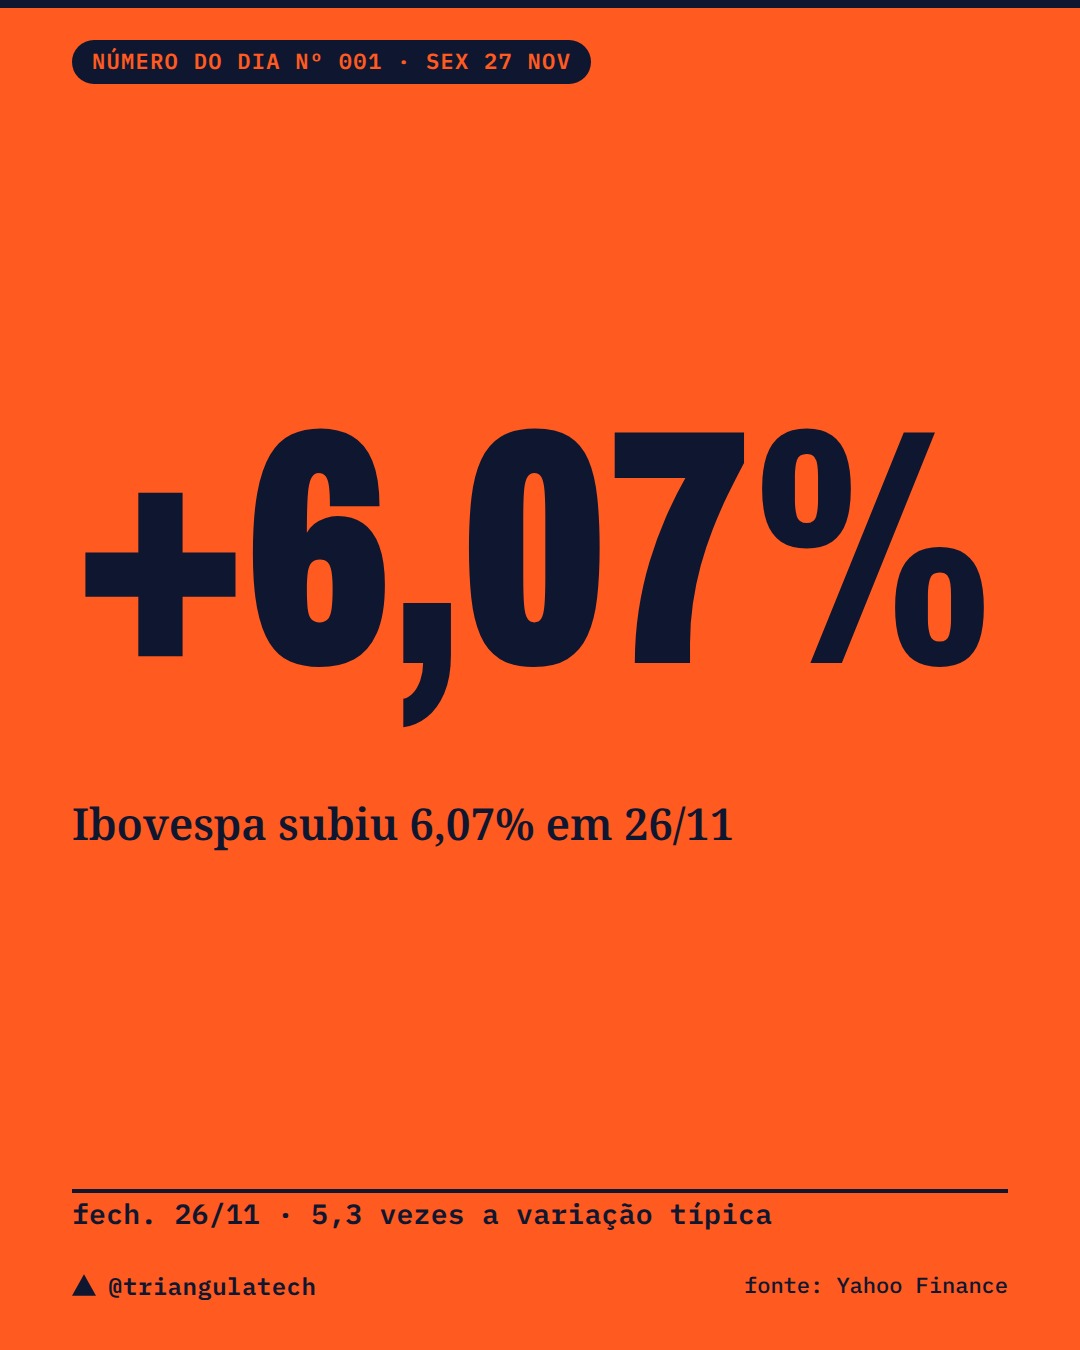 NÚMERO DO DIA Nº 001 · SEX 27 NOV
+6,07%
Ibovespa subiu 6,07% em 26/11
fech. 26/11 · 5,3 vezes a variação típica
@triangulatech
fonte: Yahoo Finance